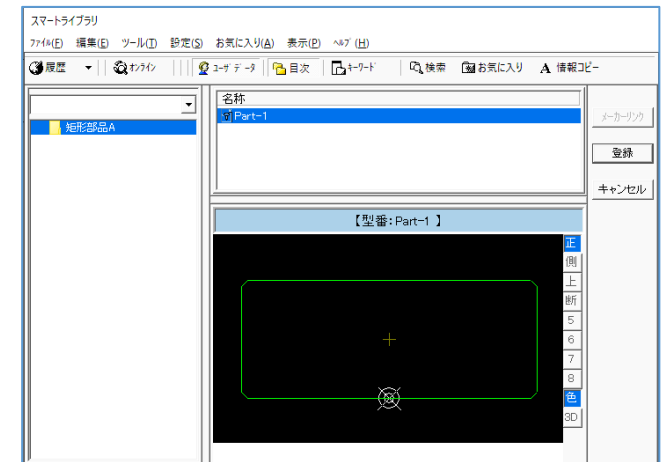 スマートライブラリ
ファイル(F) 編集(E) ツール(T) 設定(S) お気に入り(A) 表示(P) ヘルプ(H)
履歴 オンライン ユーザデータ 目次 キーワード 検索 お気に入り A 情報コピー
名称
矩形部品A
Part-1
メーカーリンク
登録
キャンセル
【型番:Part-1 】
正
側
上
断
5
6
7
8
色
3D